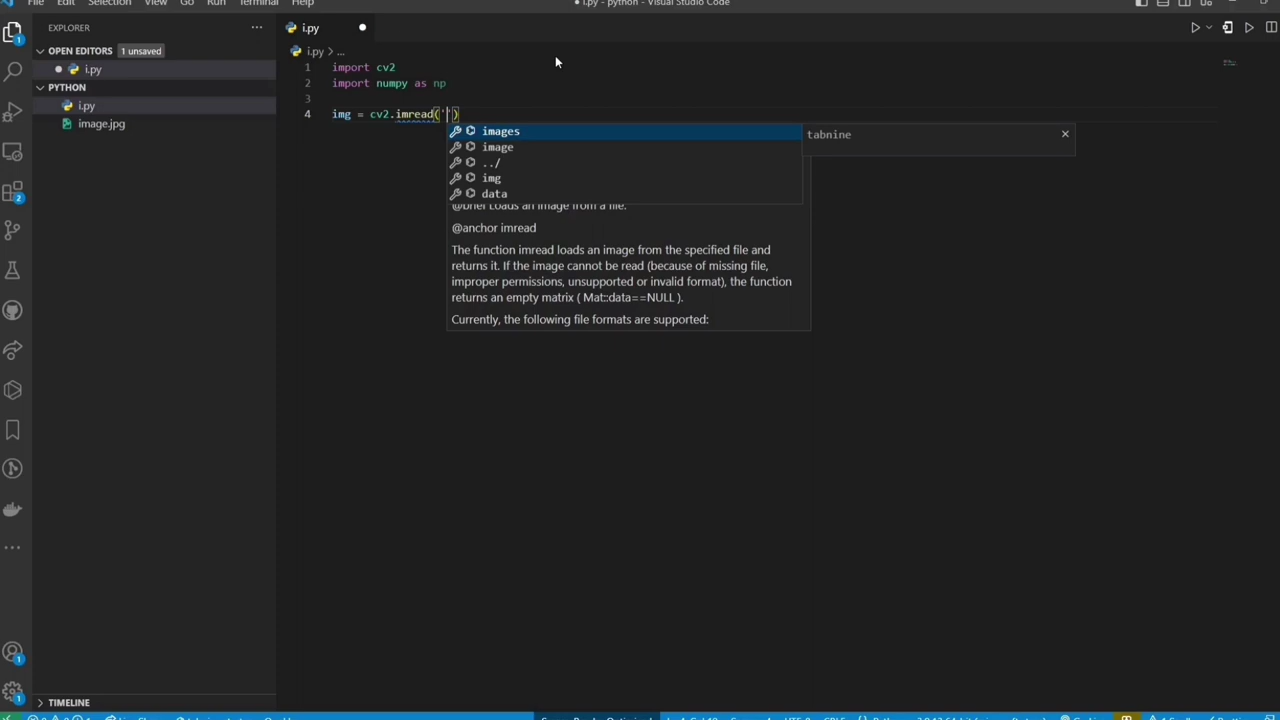 File Edit Selection View Go Run Terminal Help
i.py - python - Visual Studio Code
EXPLORER
i.py
OPEN EDITORS 1 unsaved
i.py > ...
i.py
PYTHON
i.py
image.jpg
1 import cv2
2 import numpy as np
3
4 img = cv2.imread('')
images
image
../
img
data
tabnine
@brief Loads an image from a file.
@anchor imread
The function imread loads an image from the specified file and
returns it. If the image cannot be read (because of missing file,
improper permissions, unsupported or invalid format), the function
returns an empty matrix ( Mat::data==NULL ).
Currently, the following file formats are supported:
1
2
1
1
TIMELINE